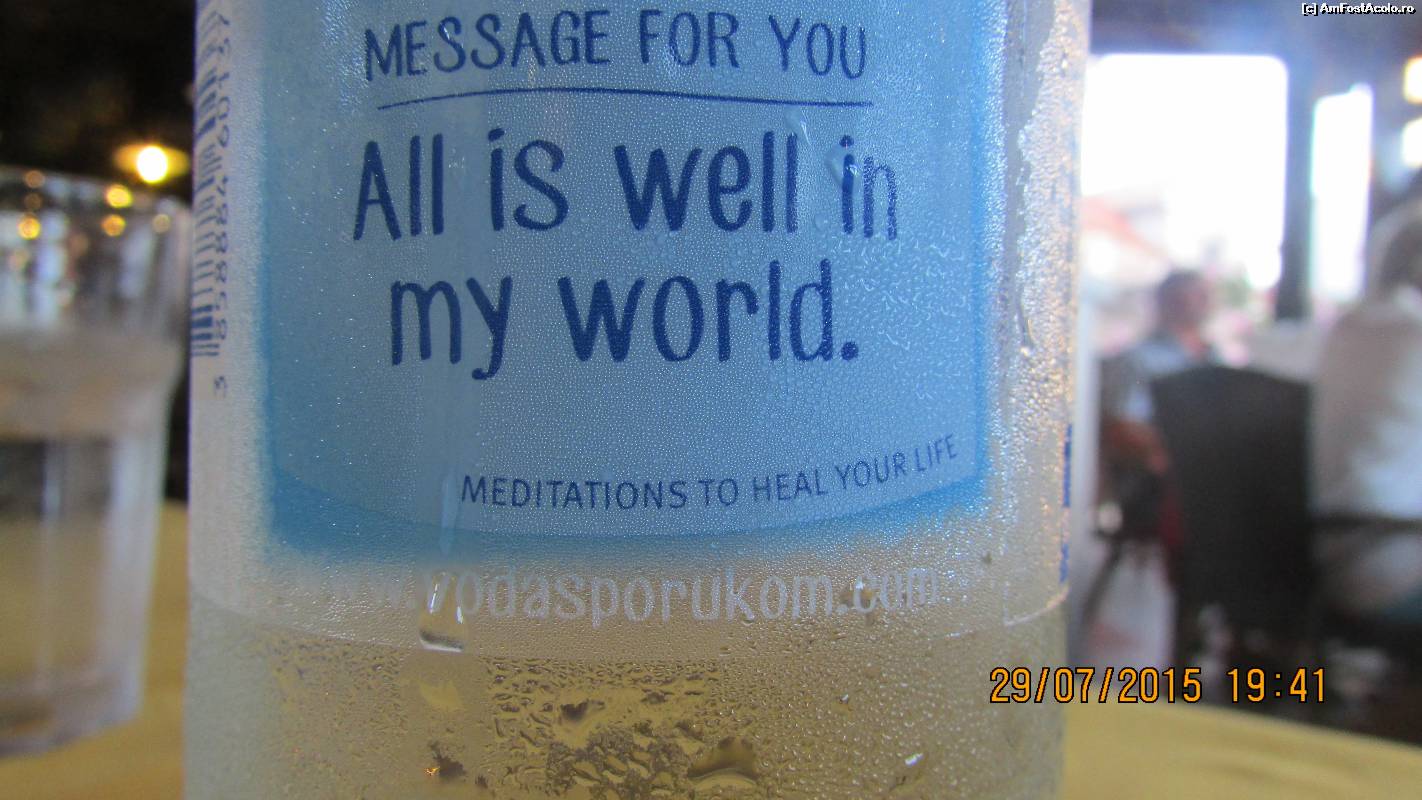 [c] AmFostAcolo.ro
MESSAGE FOR YOU
All is well in
my world.
MEDITATIONS TO HEAL YOUR LIFE
www.vodasporukom.com
29/07/2015 19:41